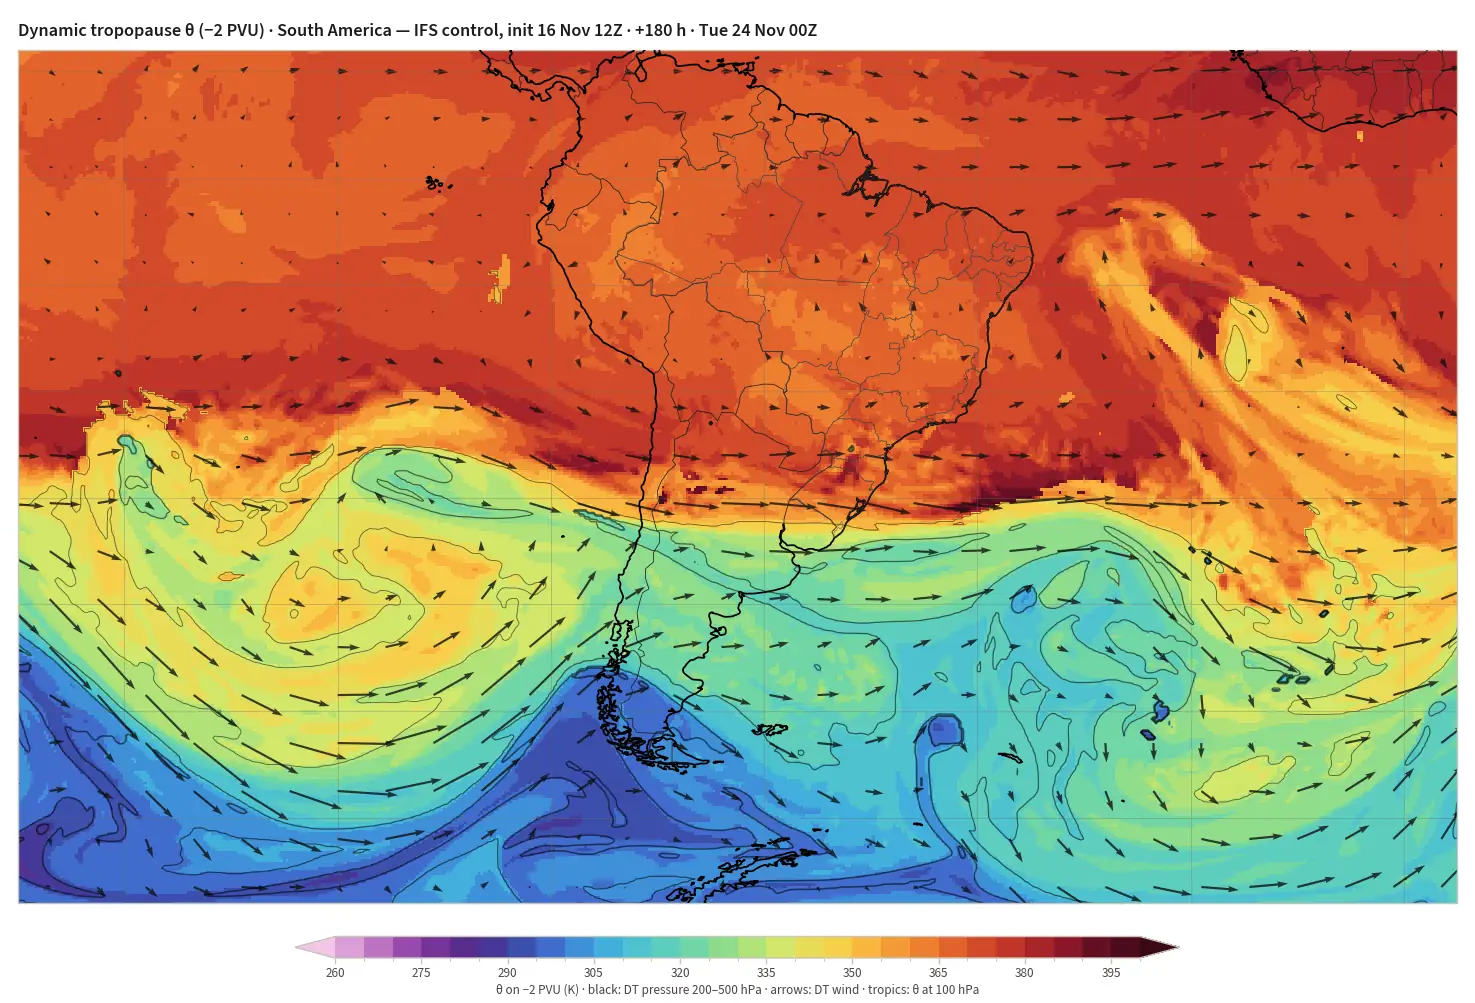 Dynamic tropopause θ (−2 PVU) · South America — IFS control, init 16 Nov 12Z · +180 h · Tue 24 Nov 00Z
260 275 290 305 320 335 350 365 380 395
θ on −2 PVU (K) · black: DT pressure 200–500 hPa · arrows: DT wind · tropics: θ at 100 hPa